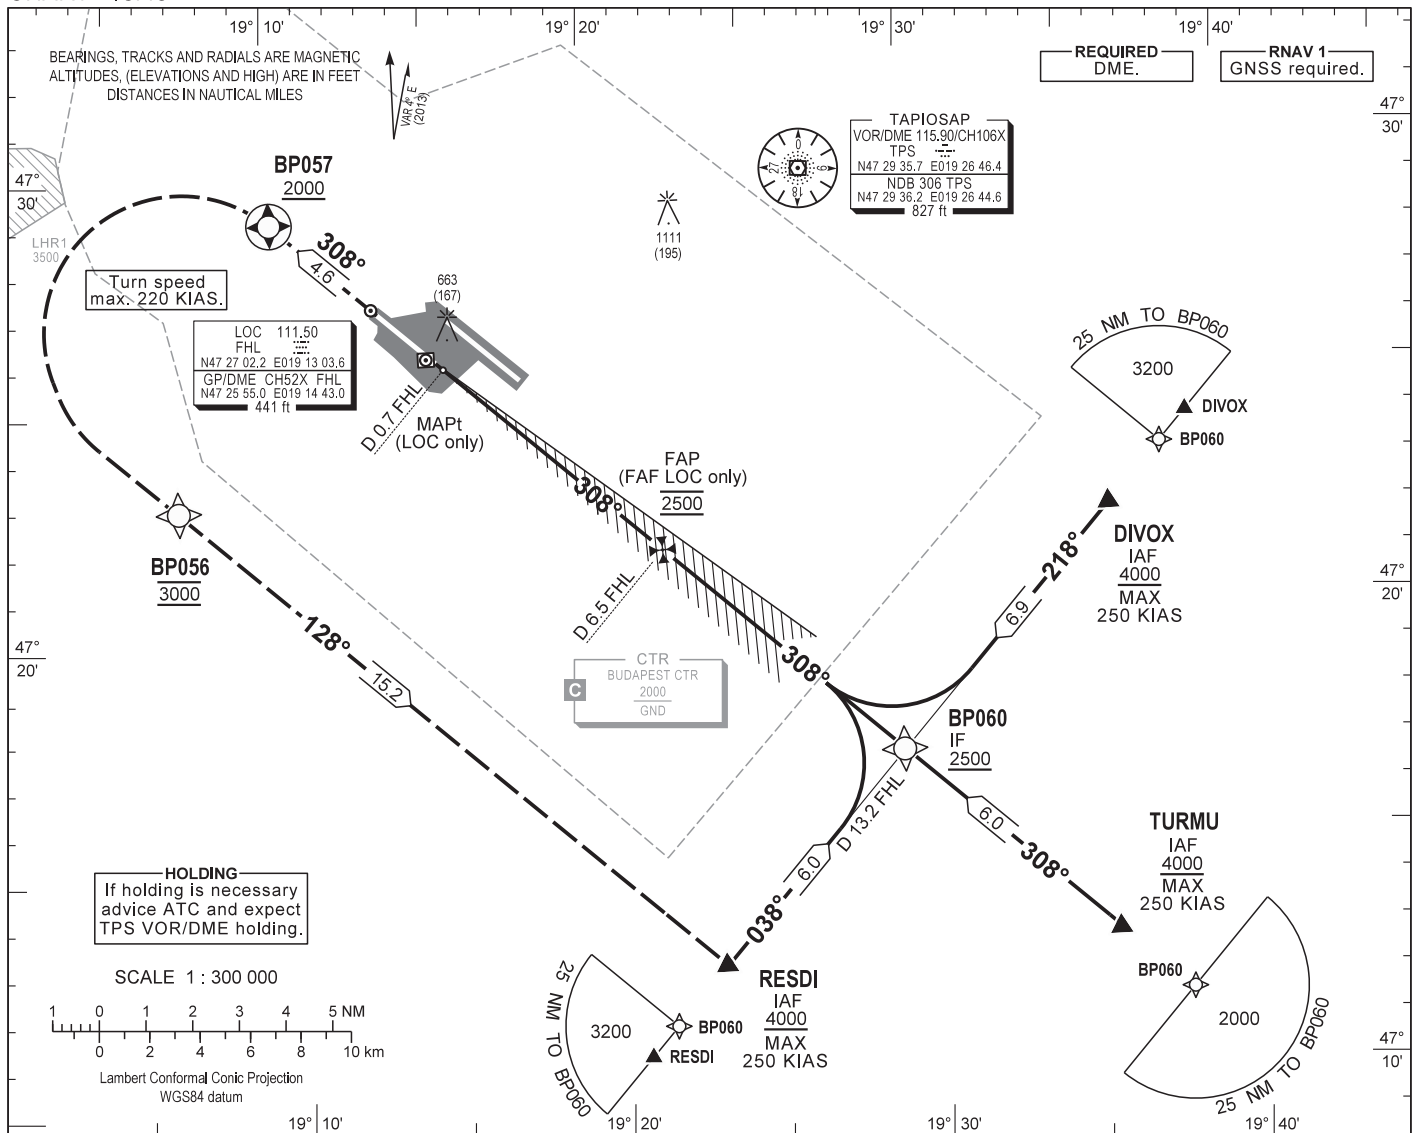 19° 10'
19° 20'
19° 30'
19° 40'
BEARINGS, TRACKS AND RADIALS ARE MAGNETIC
ALTITUDES, (ELEVATIONS AND HIGH) ARE IN FEET
DISTANCES IN NAUTICAL MILES
VAR 4° E
(2013)
REQUIRED
DME.
RNAV 1
GNSS required.
47°
30'
TAPIOSAP
VOR/DME 115.90/CH106X
TPS
N47 29 35.7 E019 26 46.4
NDB 306 TPS
N47 29 36.2 E019 26 44.6
827 ft
0
9
18
27
BP057
2000
47°
30'
LHR1
3500
308°
4.6
1111
(195)
Turn speed
max. 220 KIAS.
663
(167)
LOC 111.50
FHL
N47 27 02.2 E019 13 03.6
GP/DME CH52X FHL
N47 25 55.0 E019 14 43.0
441 ft
25 NM TO BP060
3200
DIVOX
BP060
D 0.7 FHL
MAPt
(LOC only)
FAP
(FAF LOC only)
2500
308°
BP056
3000
D 6.5 FHL
218°
DIVOX
IAF
4000
MAX
250 KIAS
6.9
47°
20'
128°
15.2
47°
20'
CTR
BUDAPEST CTR
C
2000
GND
308°
BP060
IF
2500
D 13.2 FHL
6.0
308°
TURMU
IAF
4000
MAX
250 KIAS
6.0
038°
HOLDING
If holding is necessary
advice ATC and expect
TPS VOR/DME holding.
SCALE 1 : 300 000
1 0 1 2 3 4 5 NM
0 2 4 6 8 10 km
Lambert Conformal Conic Projection
WGS84 datum
RESDI
IAF
4000
MAX
250 KIAS
25 NM TO BP060
3200
BP060
RESDI
BP060
2000
25 NM TO BP060
47°
10'
19° 10'
19° 20'
19° 30'
19° 40'